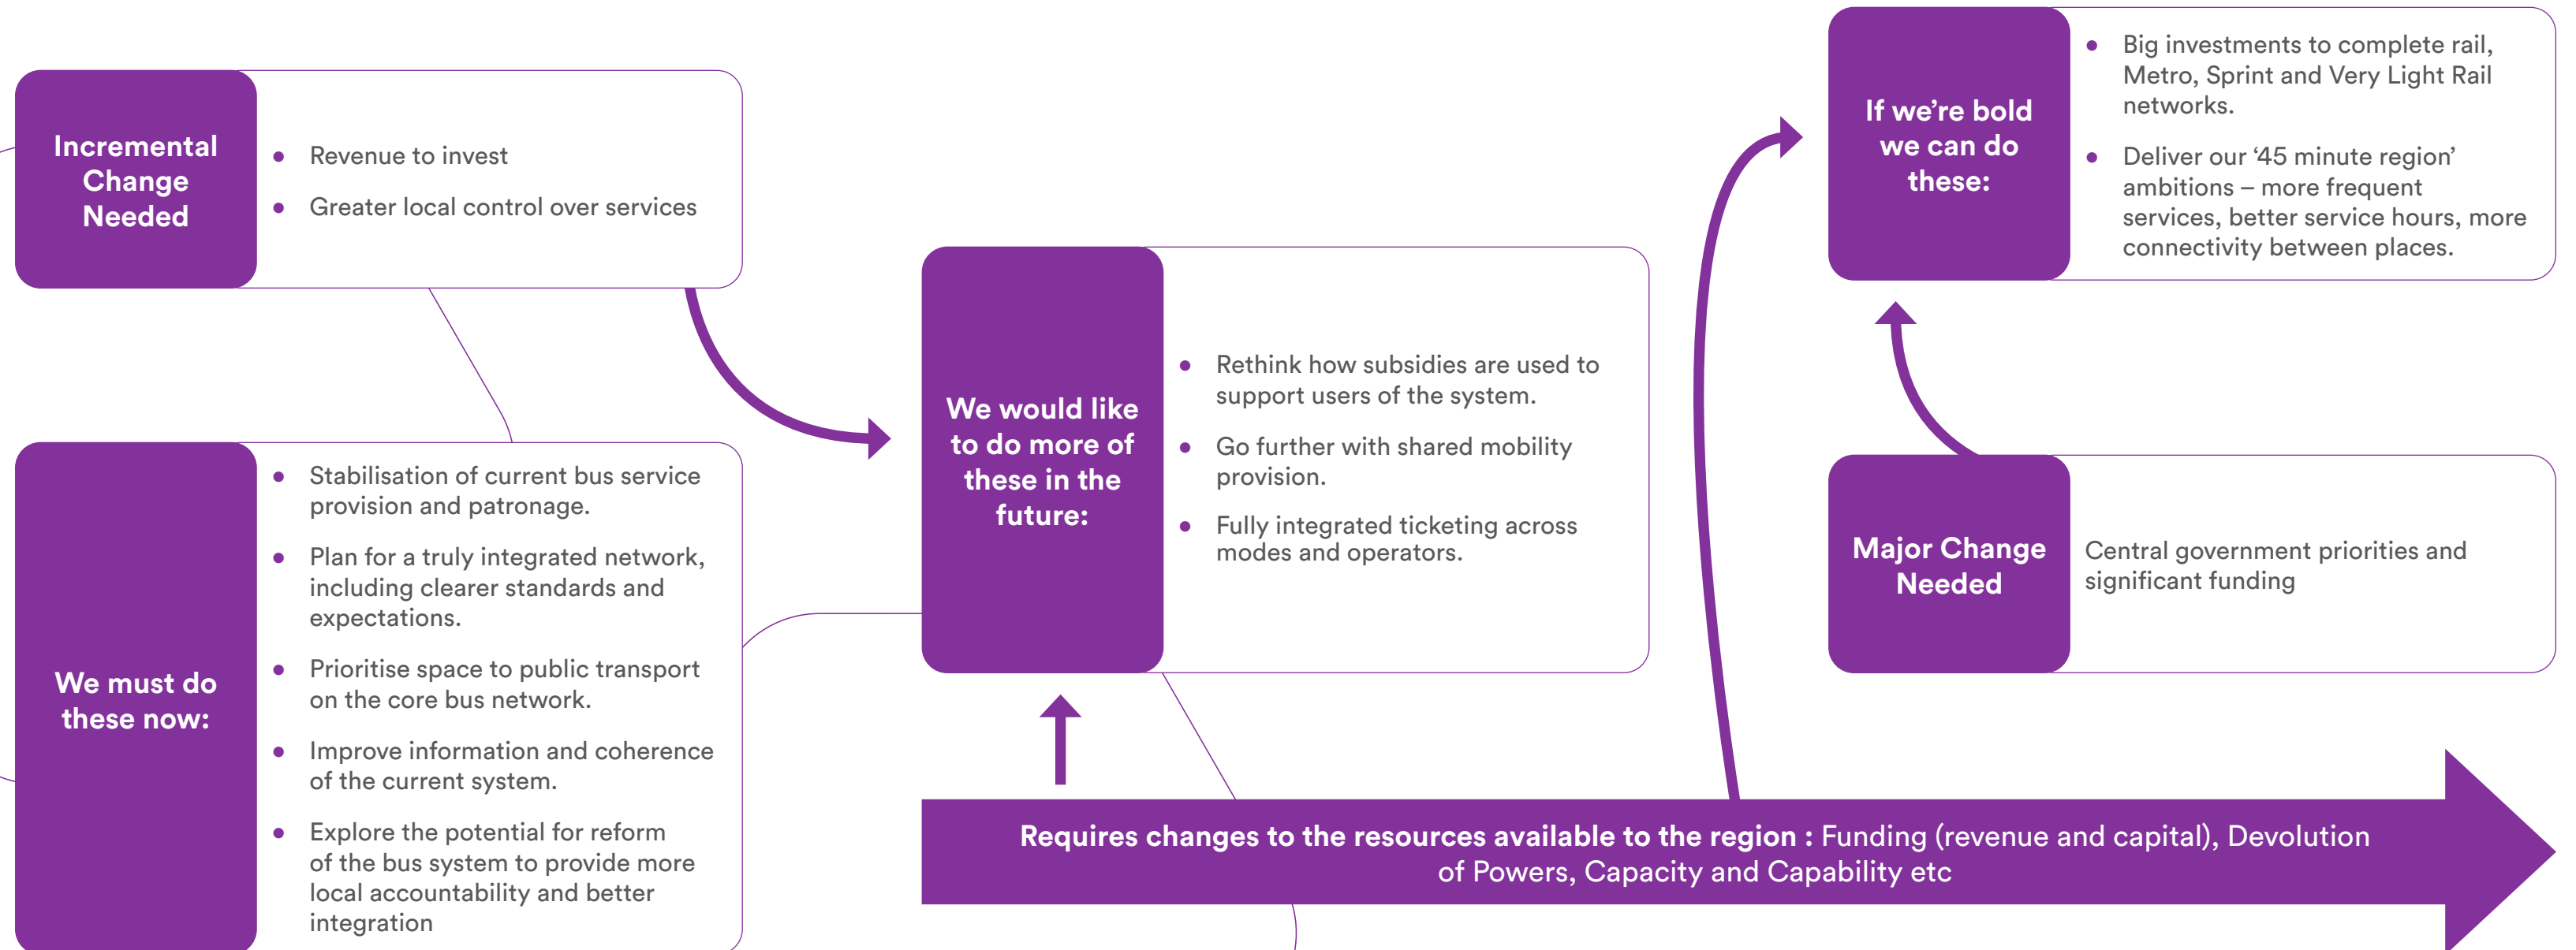 Incremental
Change
Needed
• Revenue to invest
• Greater local control over services
We must do
these now:
• Stabilisation of current bus service
provision and patronage.
• Plan for a truly integrated network,
including clearer standards and
expectations.
• Prioritise space to public transport
on the core bus network.
• Improve information and coherence
of the current system.
• Explore the potential for reform
of the bus system to provide more
local accountability and better
integration
We would like
to do more of
these in the
future:
• Rethink how subsidies are used to
support users of the system.
• Go further with shared mobility
provision.
• Fully integrated ticketing across
modes and operators.
If we’re bold
we can do
these:
• Big investments to complete rail,
Metro, Sprint and Very Light Rail
networks.
• Deliver our ‘45 minute region’
ambitions – more frequent
services, better service hours, more
connectivity between places.
Major Change
Needed
Central government priorities and
significant funding
Requires changes to the resources available to the region : Funding (revenue and capital), Devolution
of Powers, Capacity and Capability etc